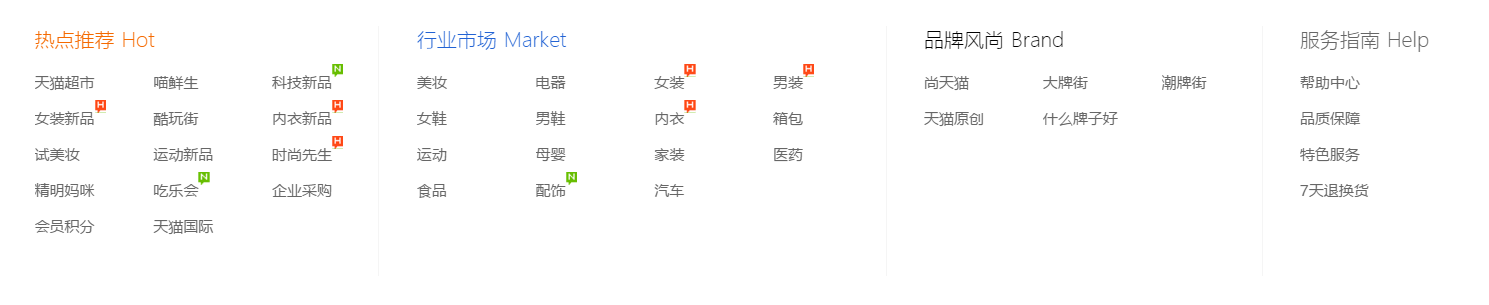 热点推荐 Hot
天猫超市 喵鲜生 科技新品 N
女装新品 H 酷玩街 内衣新品 H
试美妆 运动新品 时尚先生 H
精明妈咪 吃乐会 N 企业采购
会员积分 天猫国际
行业市场 Market
美妆 电器 女装 H 男装 H
女鞋 男鞋 内衣 H 箱包
运动 母婴 家装 医药
食品 配饰 N 汽车
品牌风尚 Brand
尚天猫 大牌街 潮牌街
天猫原创 什么牌子好
服务指南 Help
帮助中心
品质保障
特色服务
7天退换货